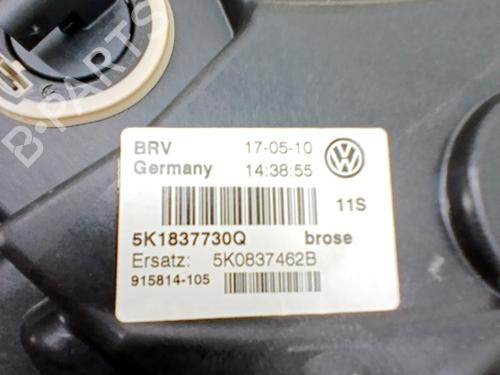 BRV 17-05-10
Germany 14:38:55
11S
5K1837730Q brose
Ersatz: 5K0837462B
915814-105
B-PARTS